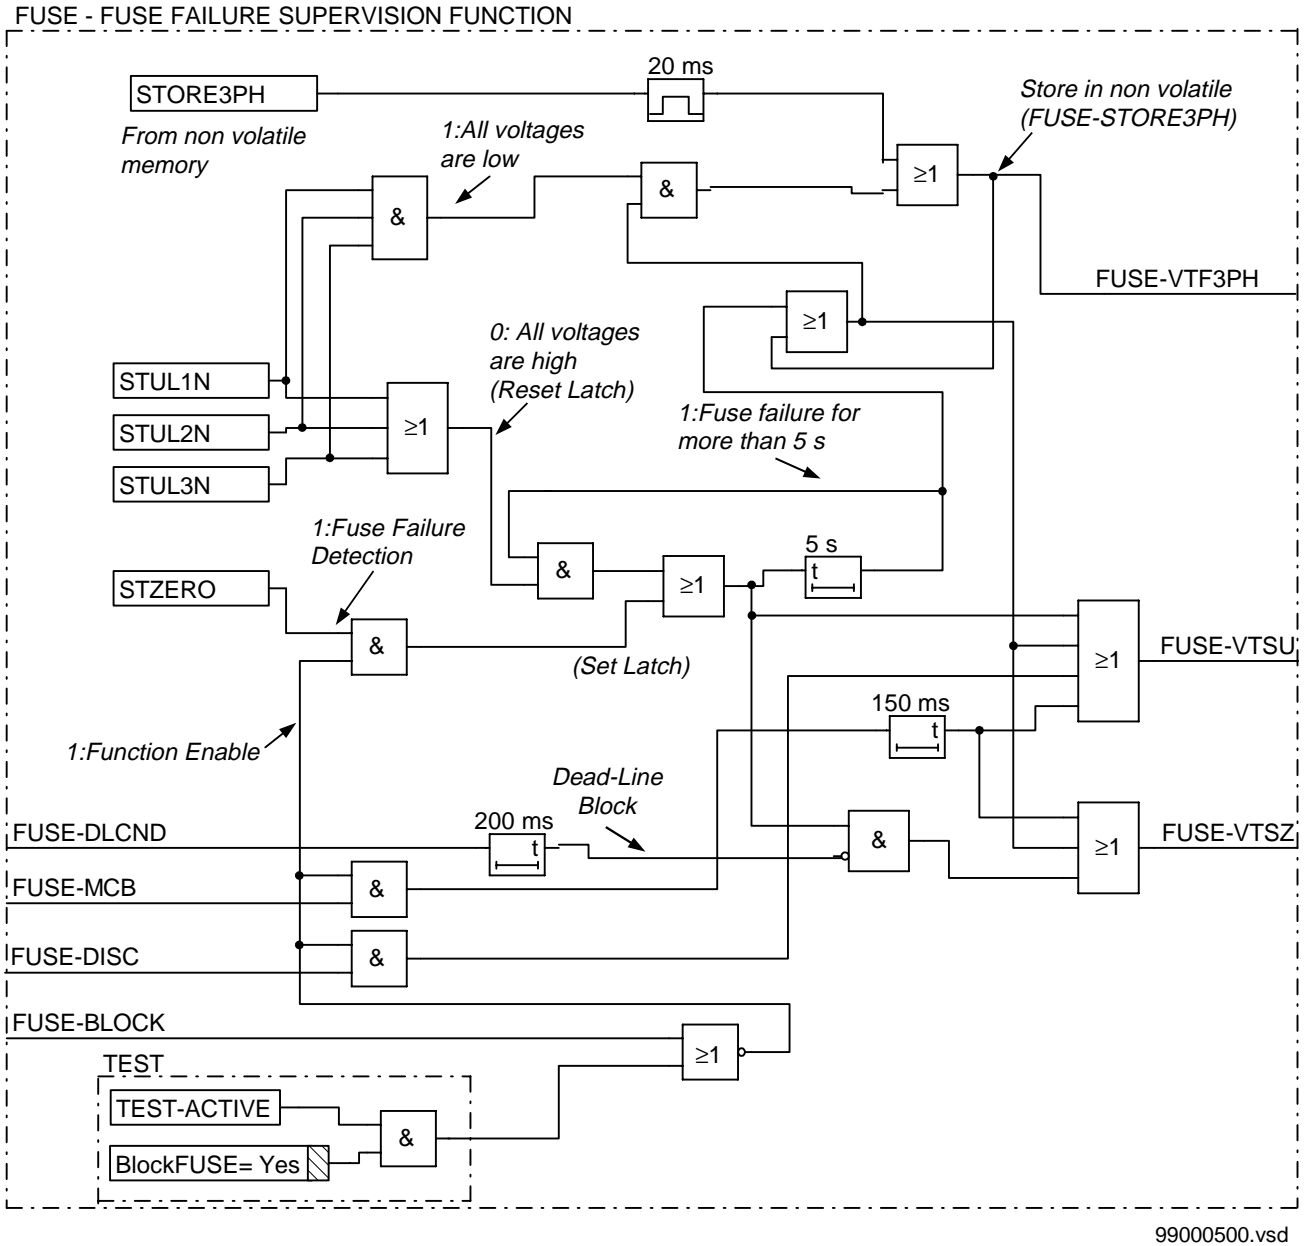 FUSE - FUSE FAILURE SUPERVISION FUNCTION
20 ms
STORE3PH
Store in non volatile
(FUSE-STORE3PH)
From non volatile
memory
1:All voltages
are low
&
&
≥1
FUSE-VTF3PH
≥1
0: All voltages
are high
(Reset Latch)
STUL1N
STUL2N
STUL3N
≥1
1:Fuse failure for
more than 5 s
1:Fuse Failure
Detection
5 s
t
&
≥1
STZERO
&
(Set Latch)
FUSE-VTSU
≥1
150 ms
t
1:Function Enable
Dead-Line
Block
200 ms
t
FUSE-DLCND
&
≥1
FUSE-VTSZ
FUSE-MCB
&
FUSE-DISC
&
FUSE-BLOCK
≥1
TEST
TEST-ACTIVE
&
BlockFUSE= Yes
99000500.vsd